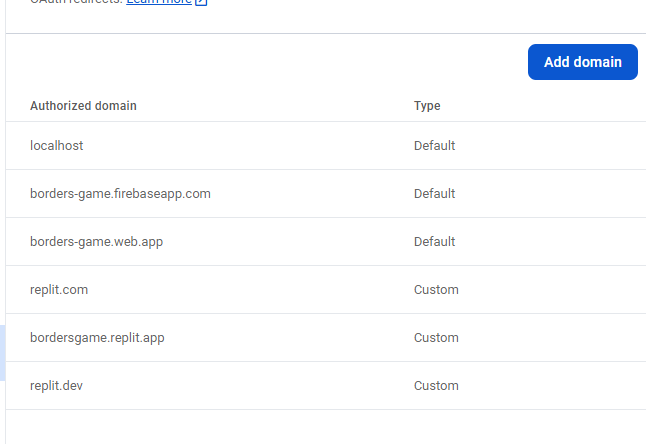 OAuth redirects. Learn more
Add domain
Authorized domain Type
localhost Default
borders-game.firebaseapp.com Default
borders-game.web.app Default
replit.com Custom
bordersgame.replit.app Custom
replit.dev Custom